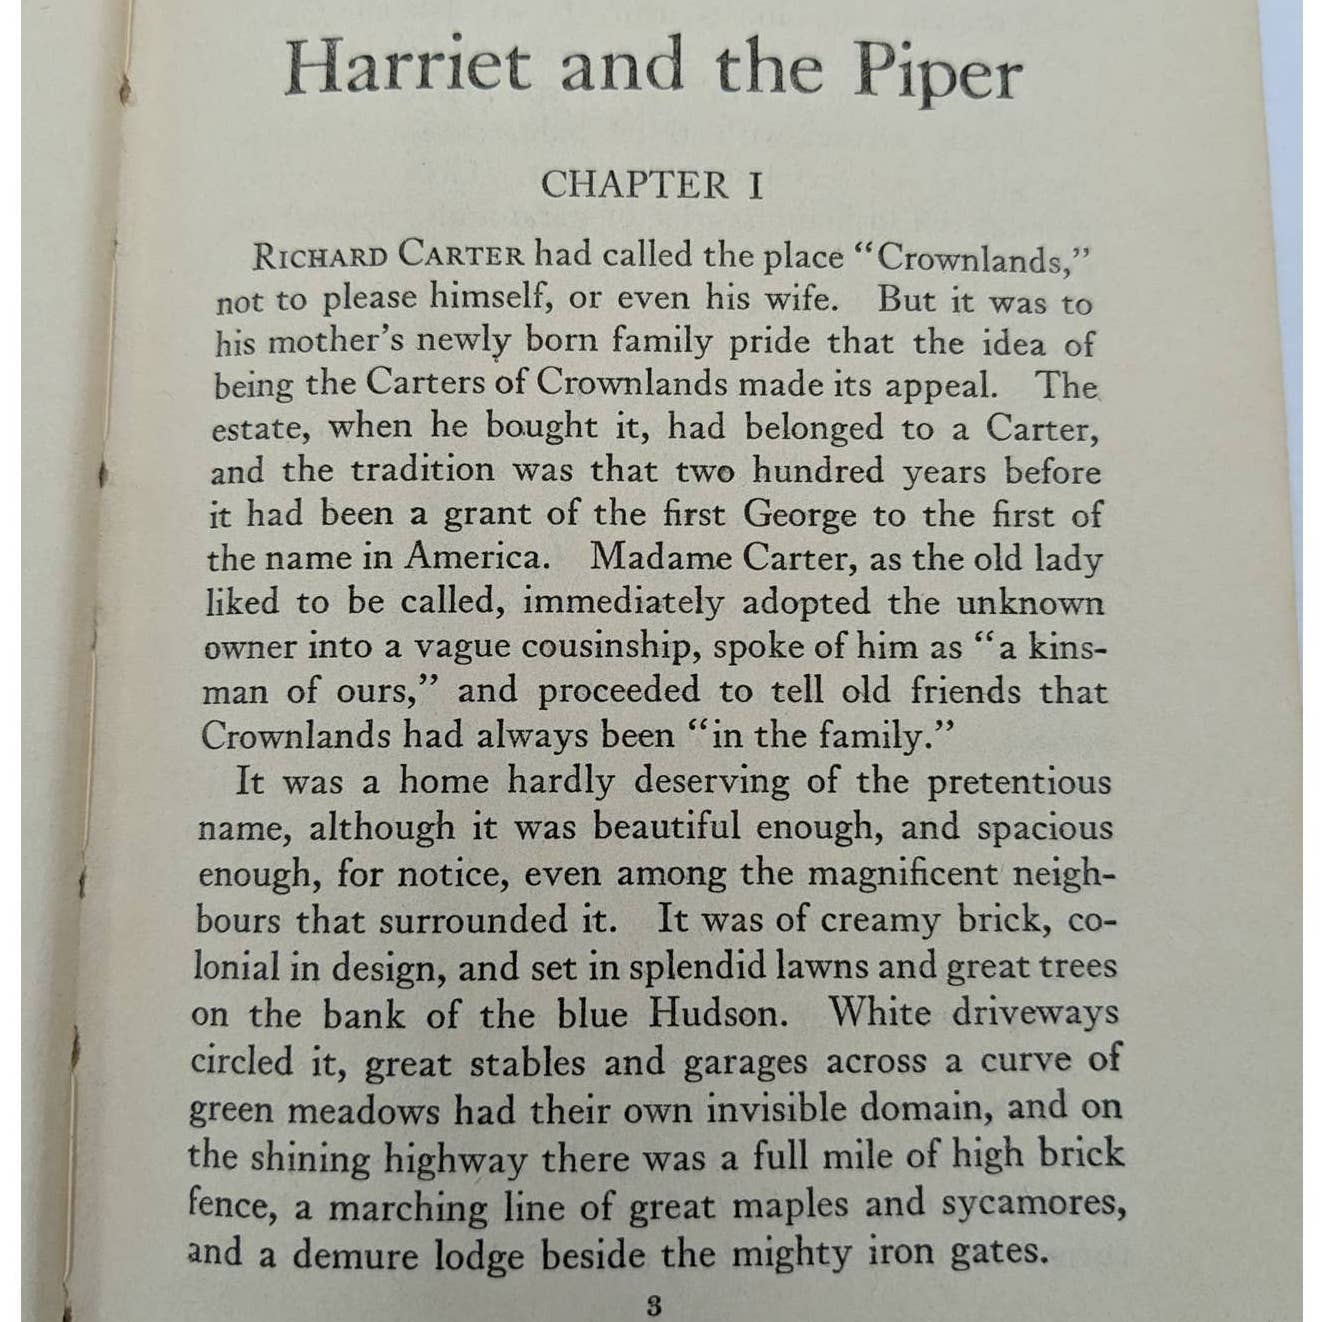 Harriet and the Piper
CHAPTER I
RICHARD CARTER had called the place “Crownlands,”
not to please himself, or even his wife. But it was to
his mother’s newly born family pride that the idea of
being the Carters of Crownlands made its appeal. The
estate, when he bought it, had belonged to a Carter,
and the tradition was that two hundred years before
it had been a grant of the first George to the first of
the name in America. Madame Carter, as the old lady
liked to be called, immediately adopted the unknown
owner into a vague cousinship, spoke of him as “a kins-
man of ours,” and proceeded to tell old friends that
Crownlands had always been “in the family.”
It was a home hardly deserving of the pretentious
name, although it was beautiful enough, and spacious
enough, for notice, even among the magnificent neigh-
bours that surrounded it. It was of creamy brick, co-
lonial in design, and set in splendid lawns and great trees
on the bank of the blue Hudson. White driveways
circled it, great stables and garages across a curve of
green meadows had their own invisible domain, and on
the shining highway there was a full mile of high brick
fence, a marching line of great maples and sycamores,
and a demure lodge beside the mighty iron gates.
3